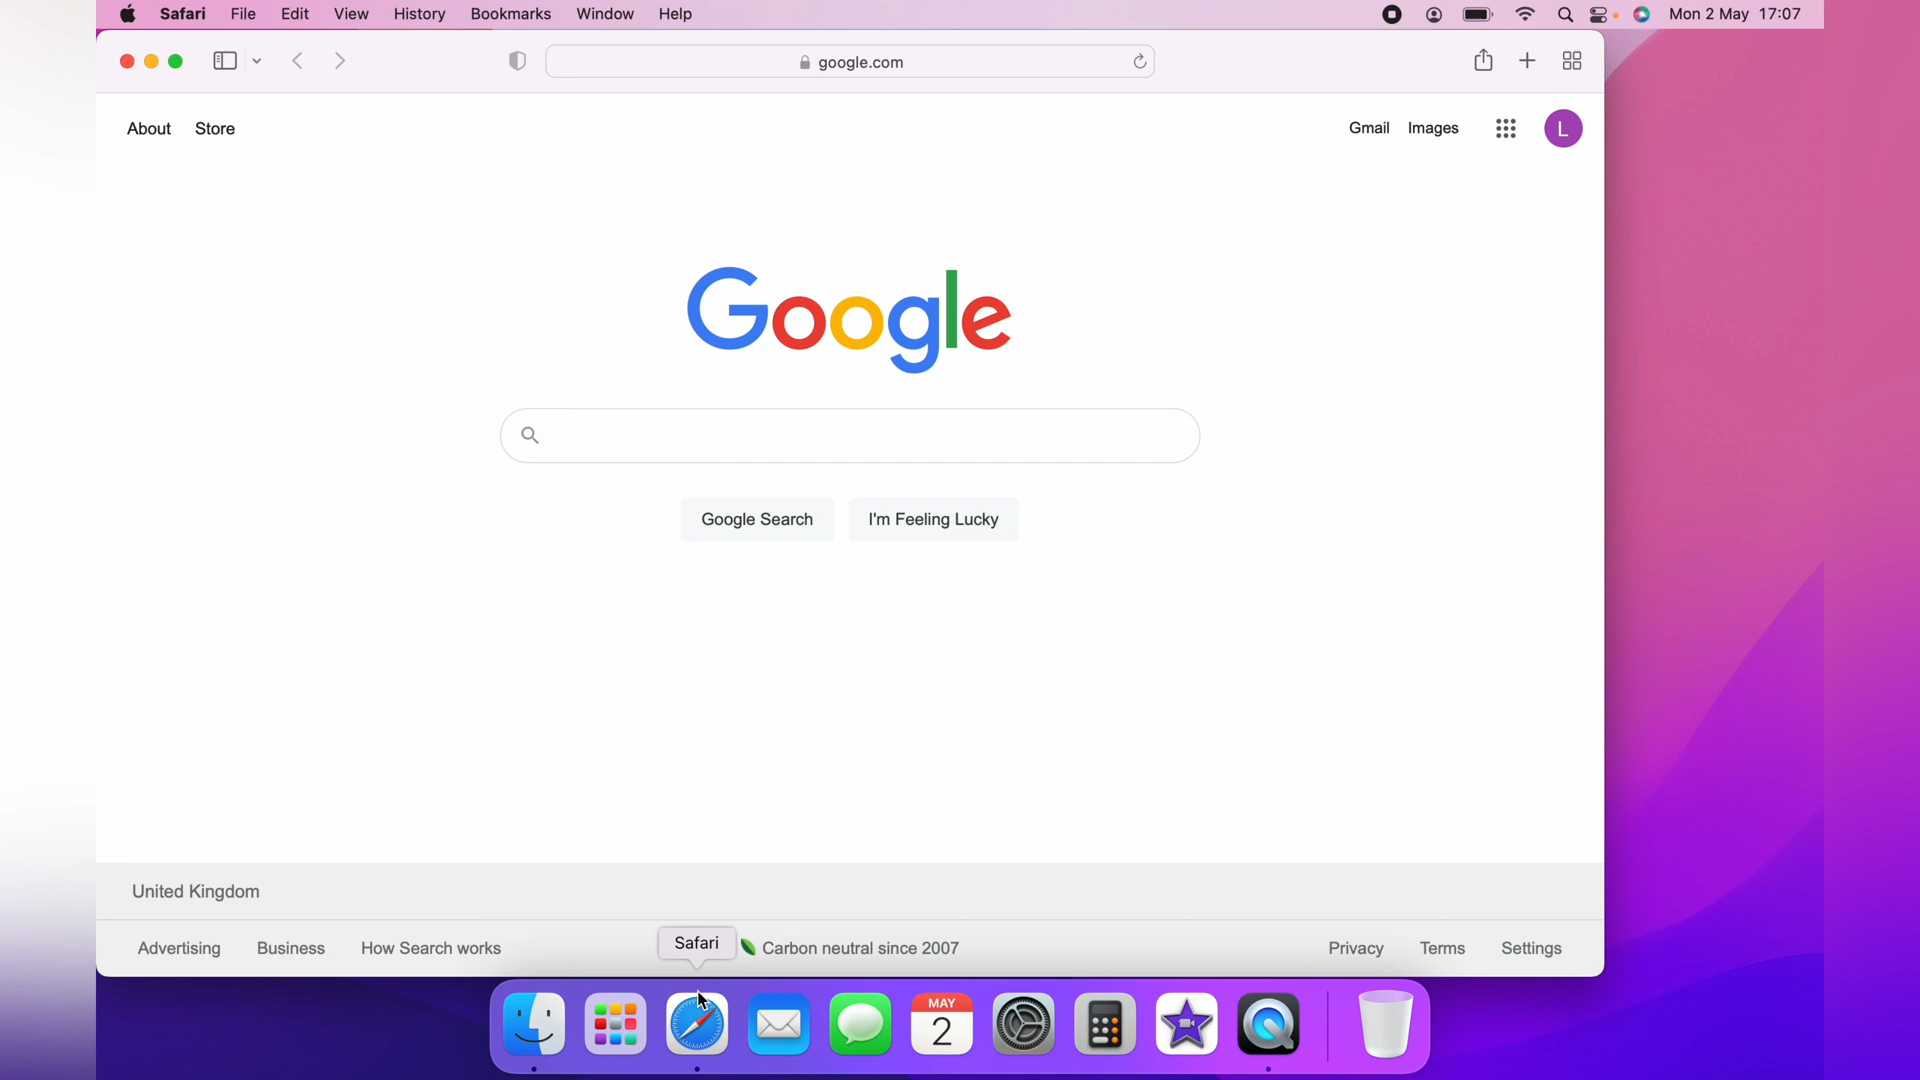 Safari File Edit View History Bookmarks Window Help Mon 2 May 17:07
google.com
About Store Gmail Images L
Google
Google Search I'm Feeling Lucky
United Kingdom
Advertising Business How Search works Safari Carbon neutral since 2007 Privacy Terms Settings
MAY
2